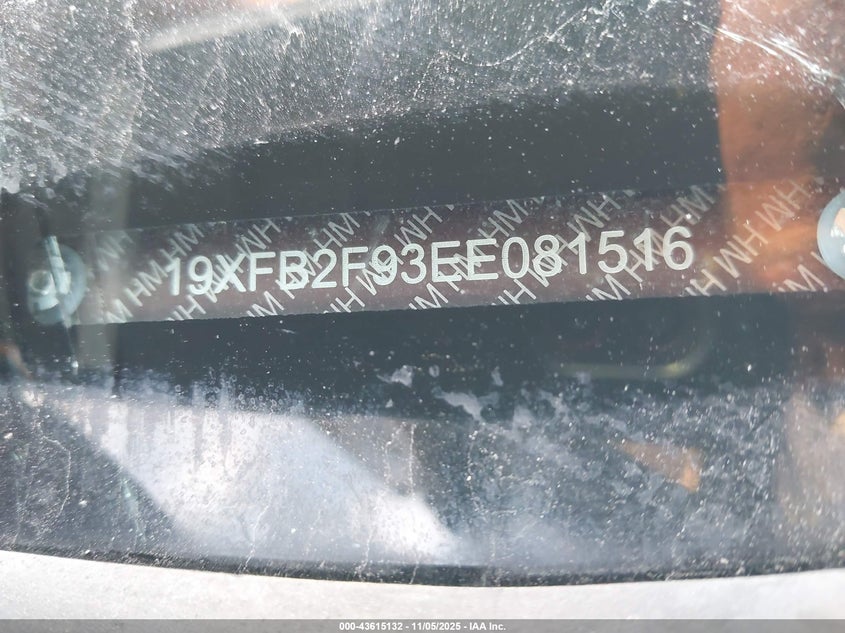 19XFB2F93EE081516
000-43615132 - 11/05/2025 - IAA Inc.